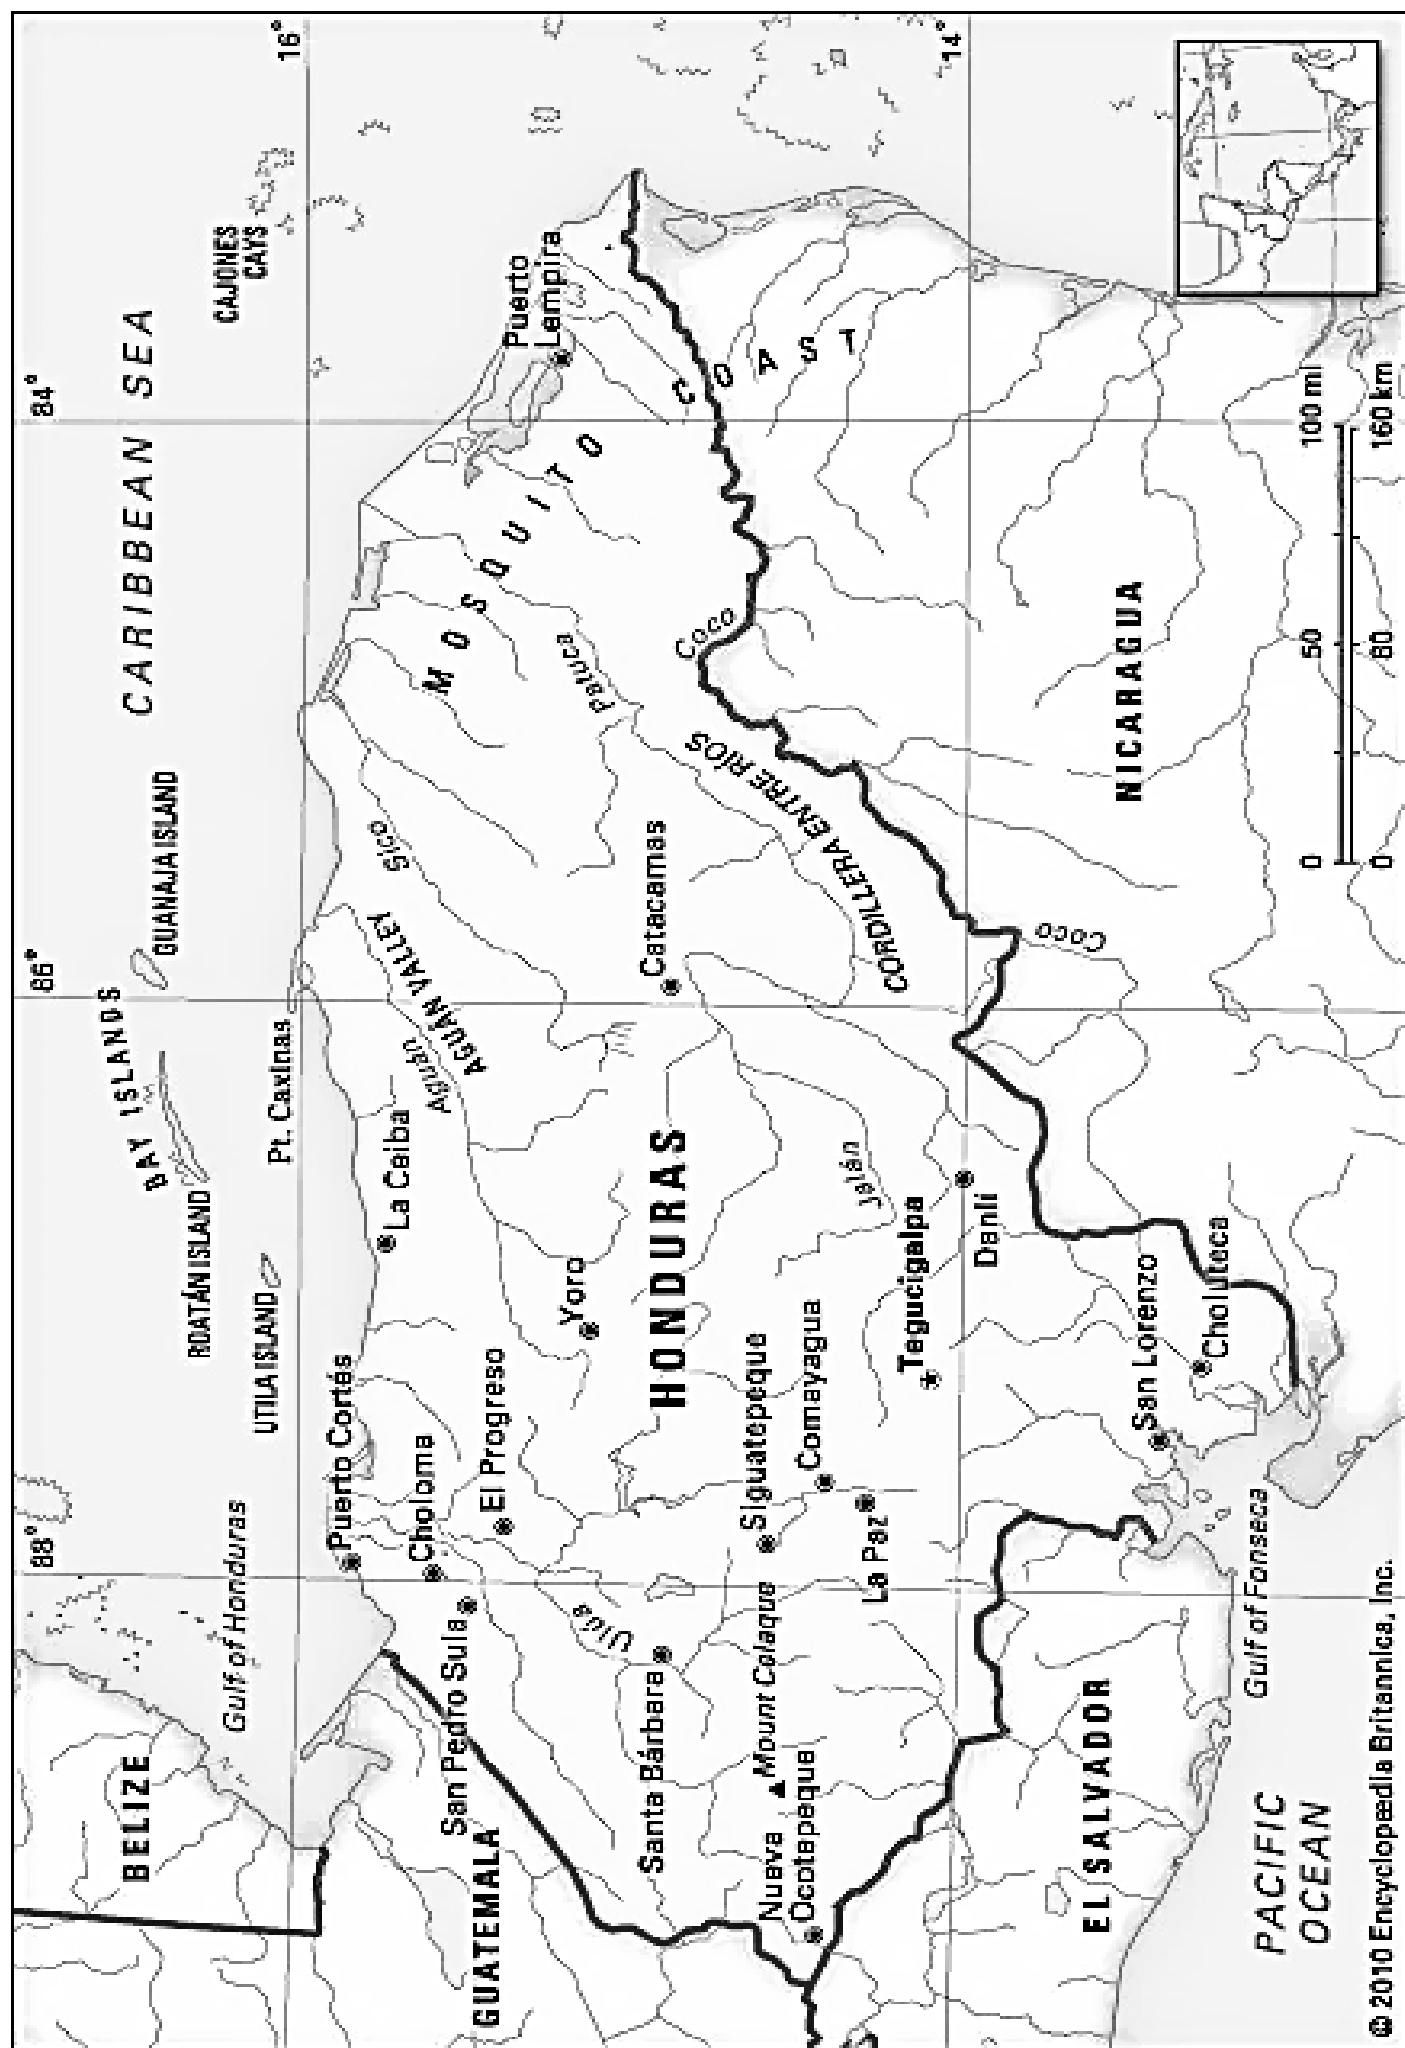 88°
86°
84°
BAY ISLANDS
CARIBBEAN SEA
GUANAJA ISLAND
ROATÁN ISLAND
CAJONES
CAYS
UTILA ISLAND
Gulf of Honduras
Pt. Caxinas
16°
BELIZE
Puerto Cortés
La Ceiba
Aguán
AGUÁN VALLEY
Sico
Choloma
El Progreso
San Pedro Sula
GUATEMALA
MOSQUITO COAST
Puerto
Lempira
Yoro
Ulúa
Patuca
Santa Bárbara
HONDURAS
Catacamas
Coco
CORDILLERA ENTRE RÍOS
Siguatepeque
Mount Colaque
Nueva
Ocotepeque
Comayagua
La Paz
Jalán
Tegucigalpa
14°
Danlí
Coco
EL SALVADOR
NICARAGUA
San Lorenzo
Choluteca
Gulf of Fonseca
PACIFIC
OCEAN
0 50 100 mi
0 80 160 km
© 2010 Encyclopædia Britannica, Inc.